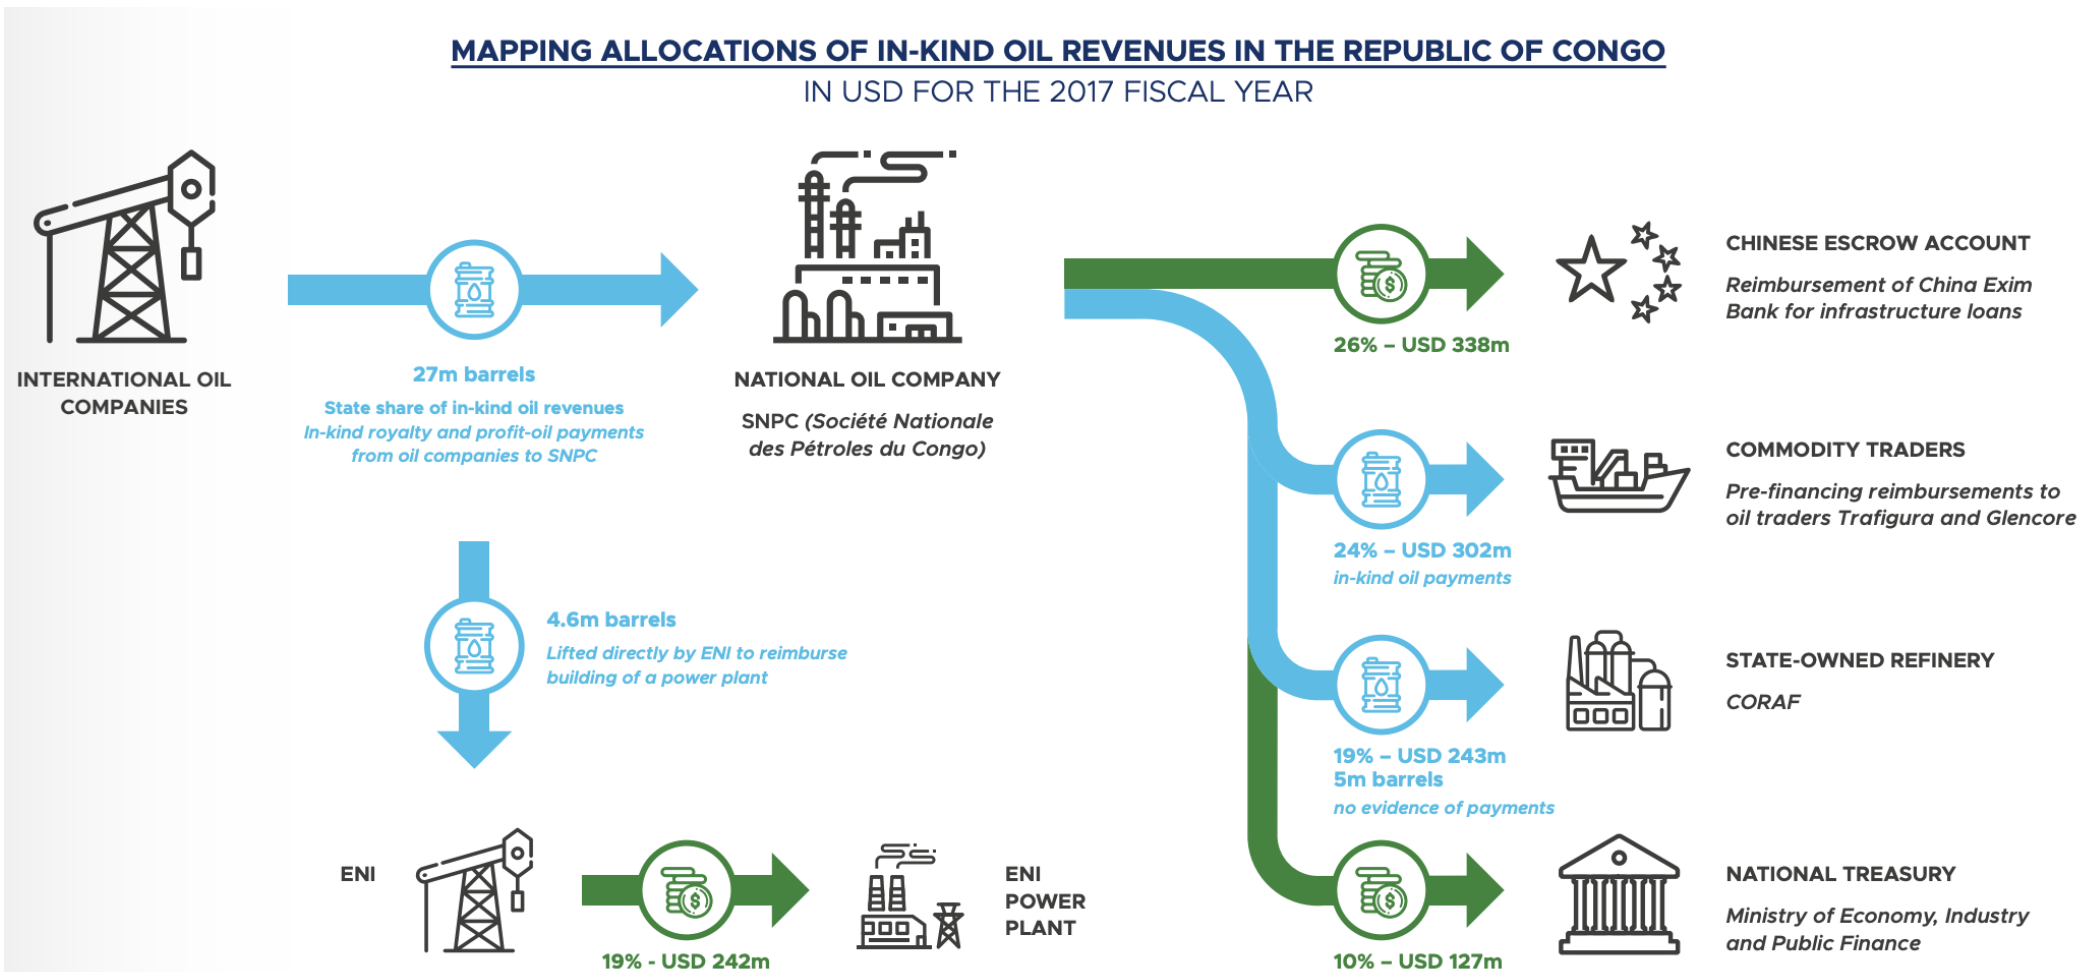 MAPPING ALLOCATIONS OF IN-KIND OIL REVENUES IN THE REPUBLIC OF CONGO
IN USD FOR THE 2017 FISCAL YEAR
INTERNATIONAL OIL
COMPANIES
27m barrels
State share of in-kind oil revenues
In-kind royalty and profit-oil payments
from oil companies to SNPC
NATIONAL OIL COMPANY
SNPC (Société Nationale
des Pétroles du Congo)
26% – USD 338m
CHINESE ESCROW ACCOUNT
Reimbursement of China Exim
Bank for infrastructure loans
24% – USD 302m
in-kind oil payments
COMMODITY TRADERS
Pre-financing reimbursements to
oil traders Trafigura and Glencore
4.6m barrels
Lifted directly by ENI to reimburse
building of a power plant
19% – USD 243m
5m barrels
no evidence of payments
STATE-OWNED REFINERY
CORAF
ENI
19% - USD 242m
ENI
POWER
PLANT
10% – USD 127m
NATIONAL TREASURY
Ministry of Economy, Industry
and Public Finance